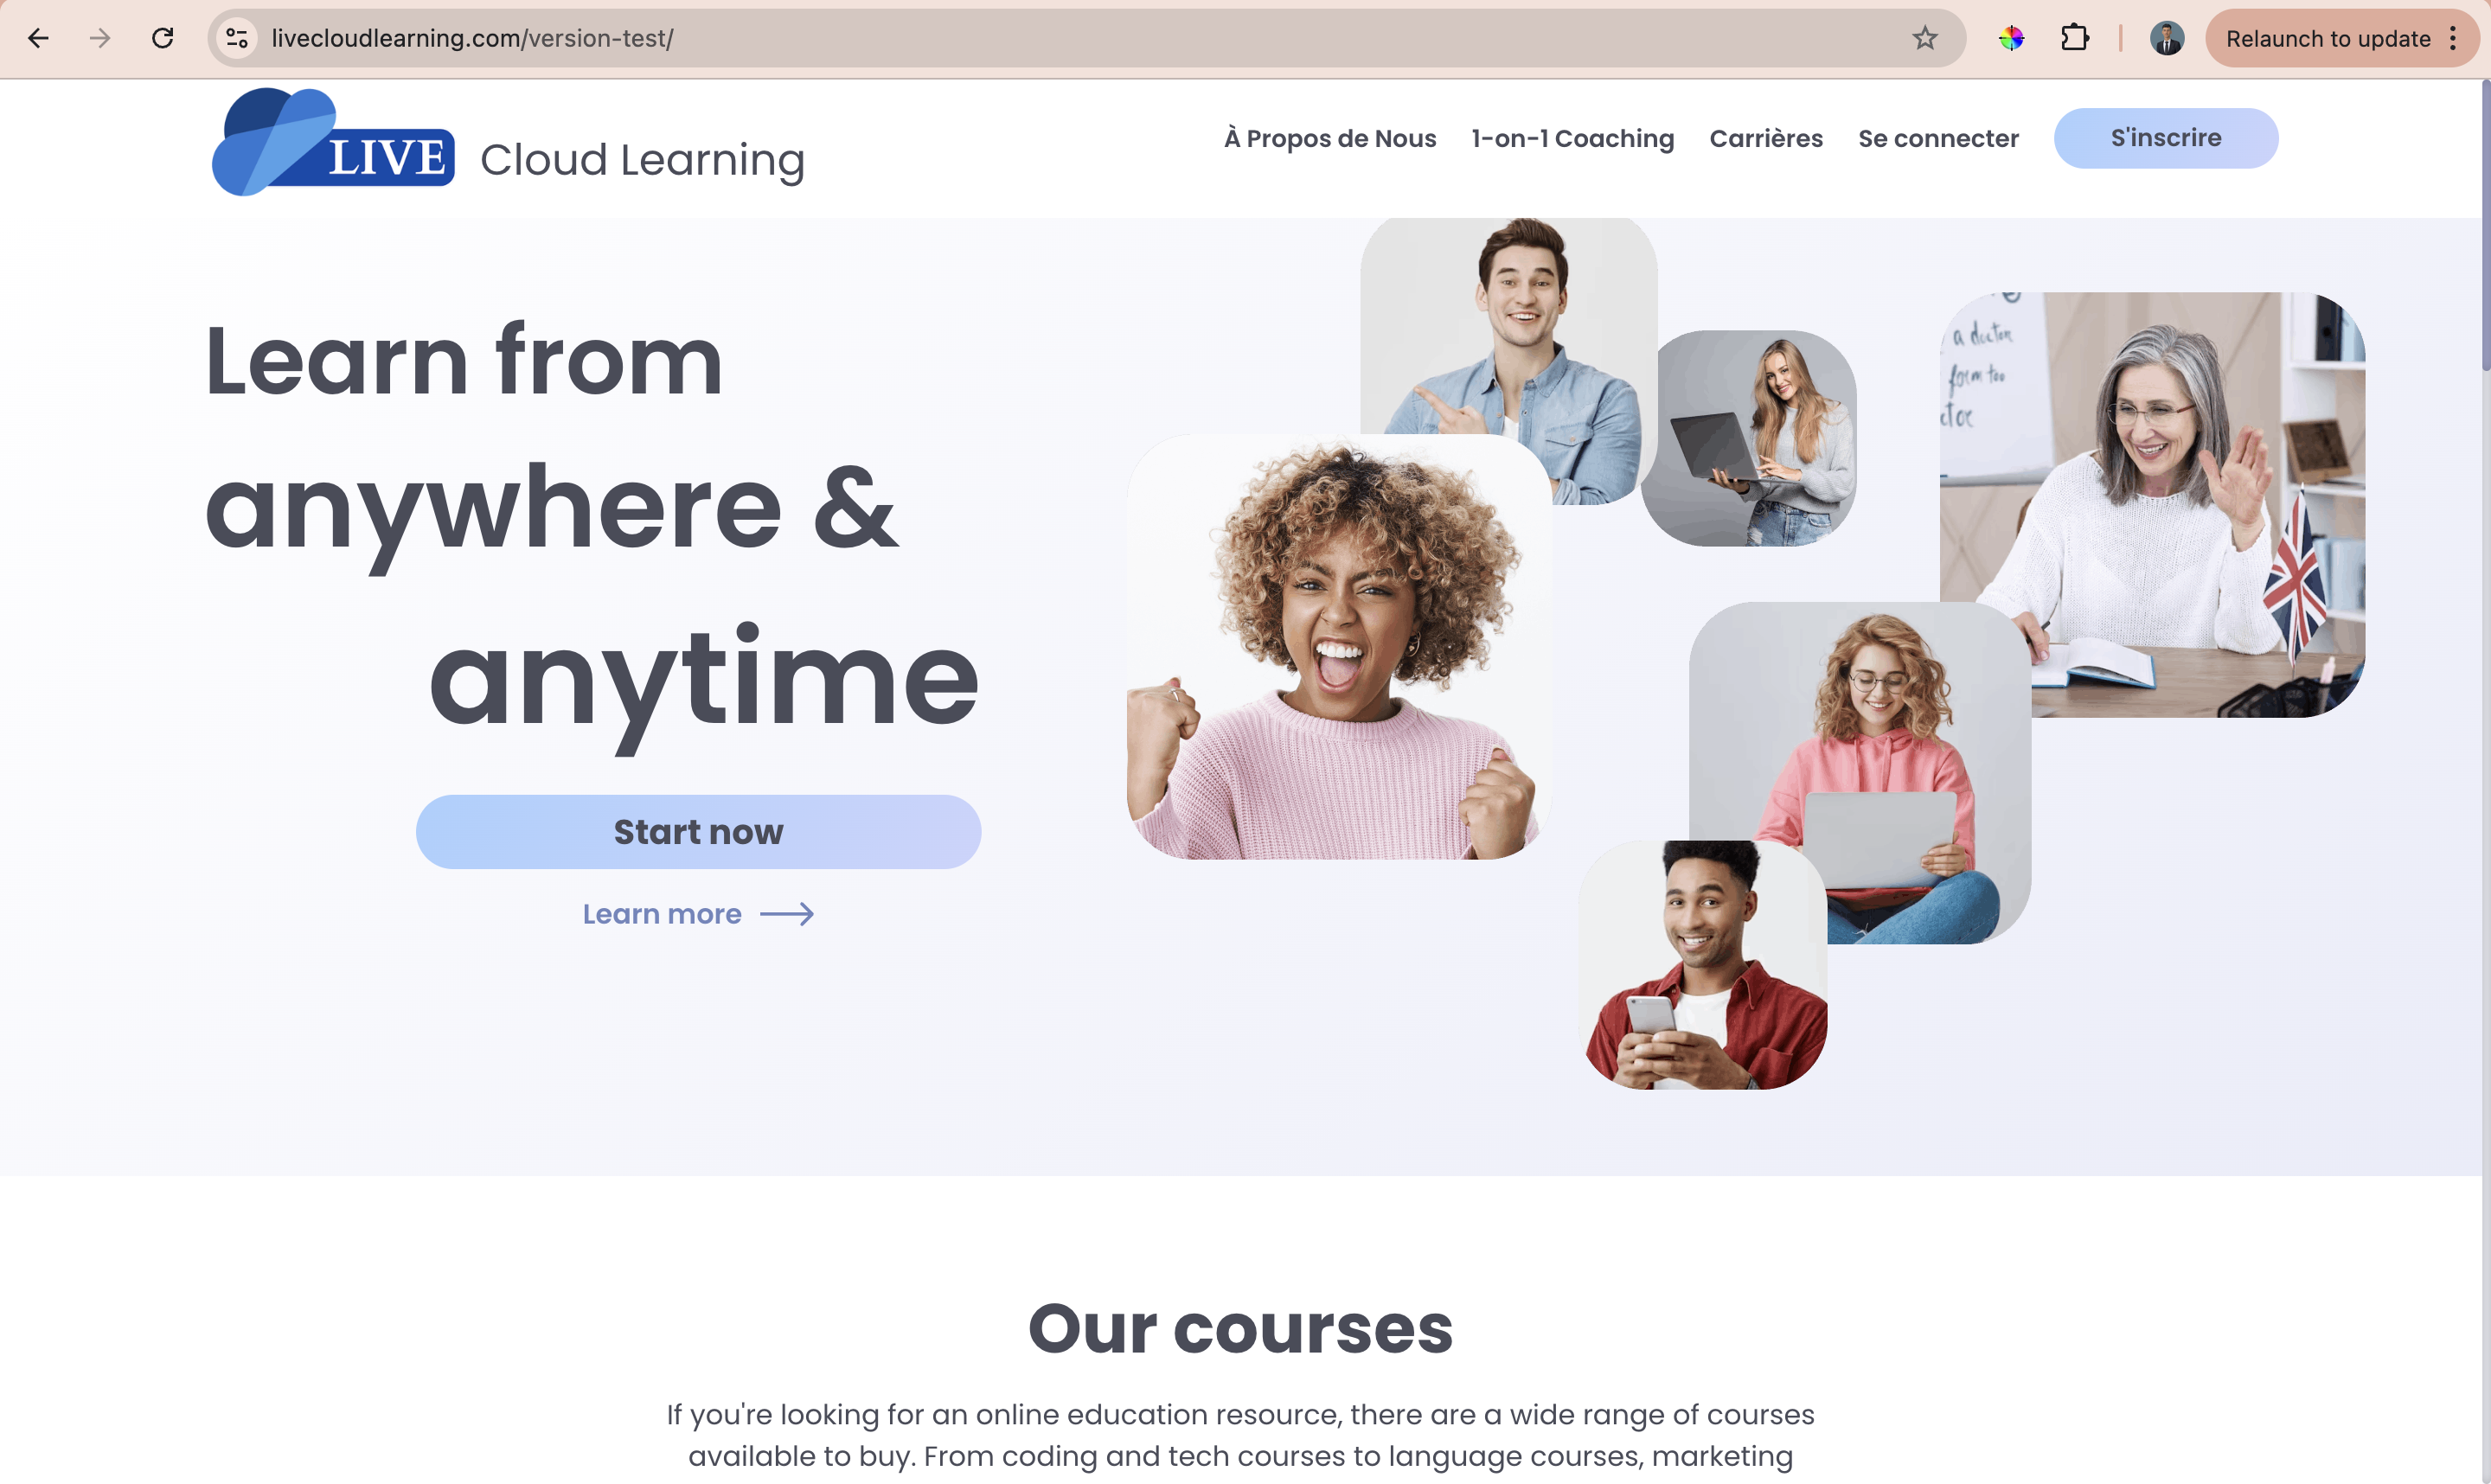 livecloudlearning.com/version-test/
Relaunch to update
LIVE Cloud Learning
À Propos de Nous
1-on-1 Coaching
Carrières
Se connecter
S'inscrire
Learn from
anywhere &
anytime
Start now
Learn more
a doctor
form too
Our courses
If you're looking for an online education resource, there are a wide range of courses
available to buy. From coding and tech courses to language courses, marketing